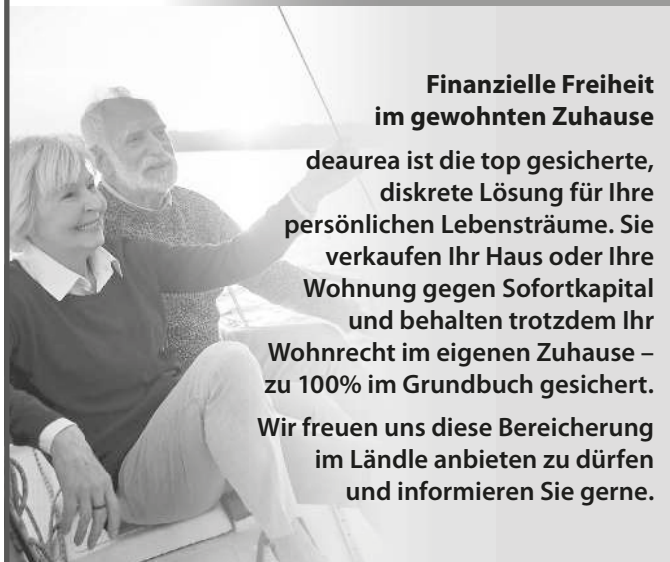 Finanzielle Freiheit
im gewohnten Zuhause
deaurea ist die top gesicherte,
diskrete Lösung für Ihre
persönlichen Lebensträume. Sie
verkaufen Ihr Haus oder Ihre
Wohnung gegen Sofortkapital
und behalten trotzdem Ihr
Wohnrecht im eigenen Zuhause –
zu 100% im Grundbuch gesichert.
Wir freuen uns diese Bereicherung
im Ländle anbieten zu dürfen
und informieren Sie gerne.